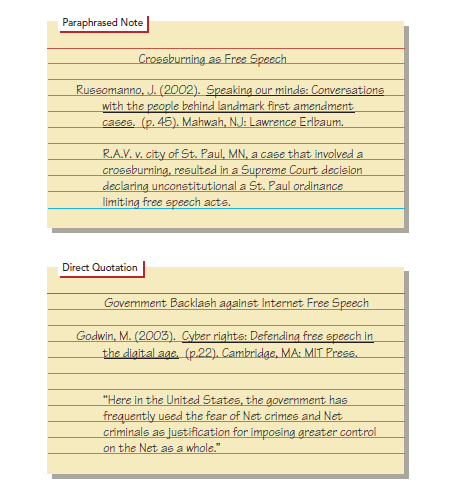 Paraphrased Note
Crossburning as Free Speech
Russomanno, J. (2002). Speaking our minds: Conversations
with the people behind landmark first amendment
cases. (p. 45). Mahwah, NJ: Lawrence Erlbaum.
R.A.V. v. city of St. Paul, MN, a case that involved a
crossburning, resulted in a Supreme Court decision
declaring unconstitutional a St. Paul ordinance
limiting free speech acts.
Direct Quotation
Government Backlash against Internet Free Speech
Godwin, M. (2003). Cyber rights: Defending free speech in
the digital age. (p.22). Cambridge, MA: MIT Press.
“Here in the United States, the government has
frequently used the fear of Net crimes and Net
criminals as justification for imposing greater control
on the Net as a whole.”